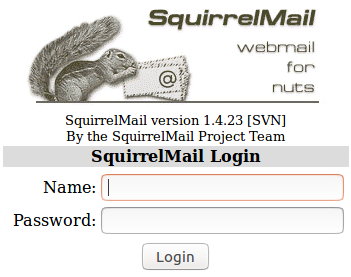 SquirrelMail
webmail
for
nuts
@
SquirrelMail version 1.4.23 [SVN]
By the SquirrelMail Project Team
SquirrelMail Login
Name:
Password:
Login